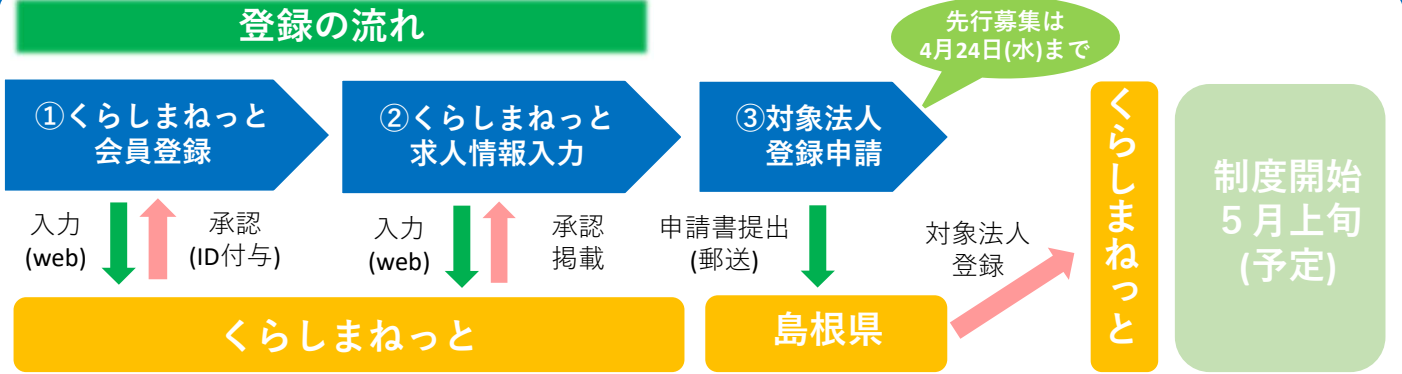 登録の流れ
先行募集は
4月24日(水)まで
①くらしまねっと
会員登録
②くらしまねっと
求人情報入力
③対象法人
登録申請
入力
(web)
承認
(ID付与)
入力
(web)
承認
掲載
申請書提出
(郵送)
対象法人
登録
くらしまねっと
島根県
くらしまねっと
制度開始
５月上旬
(予定)